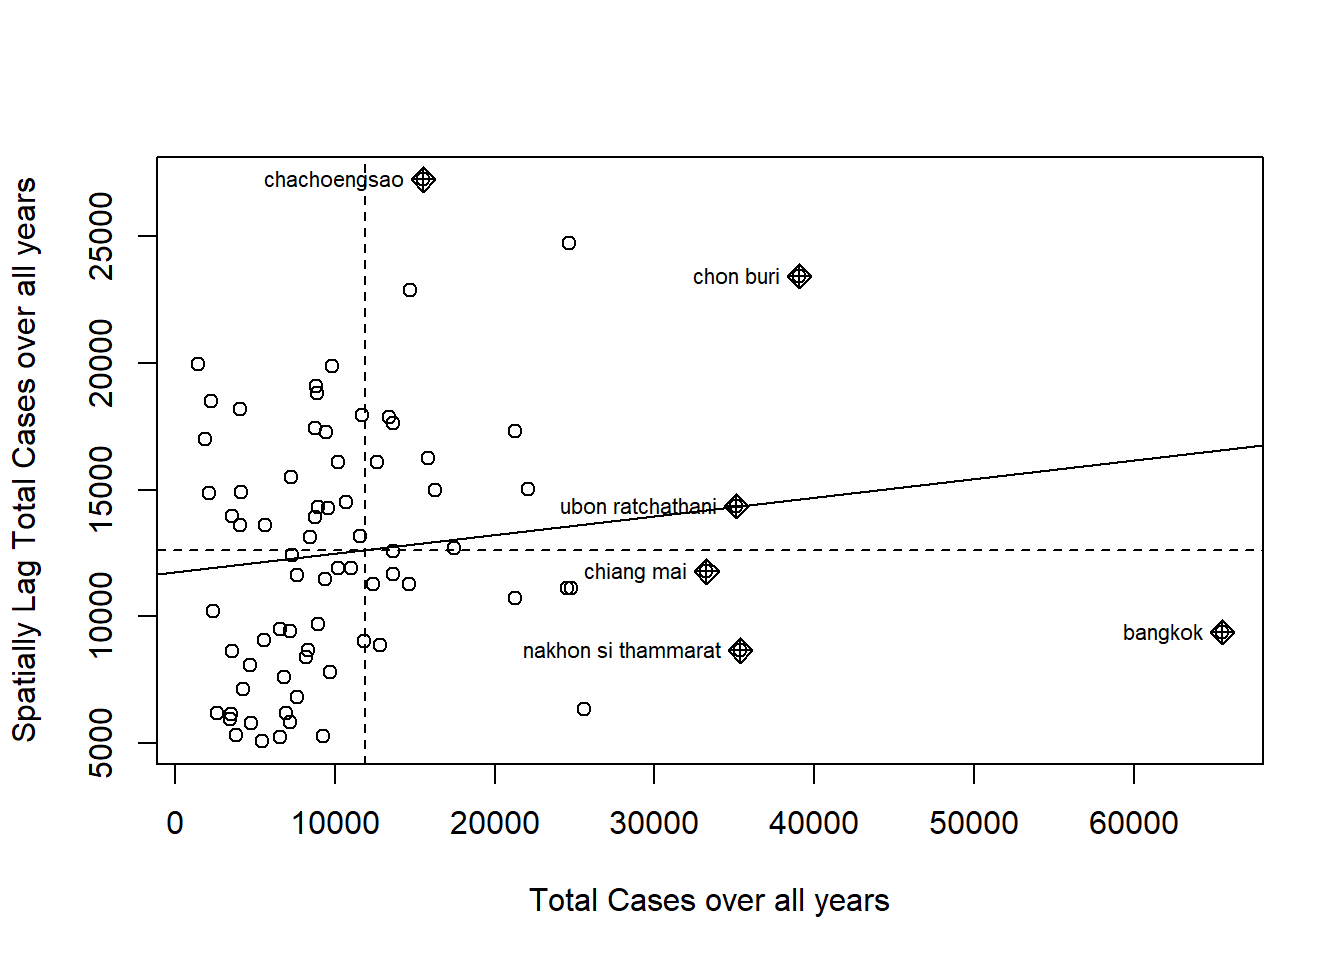 Spatially Lag Total Cases over all years
25000
20000
15000
10000
5000
chachoengsao
chon buri
ubon ratchathani
chiang mai
bangkok
nakhon si thammarat
0 10000 20000 30000 40000 50000 60000
Total Cases over all years